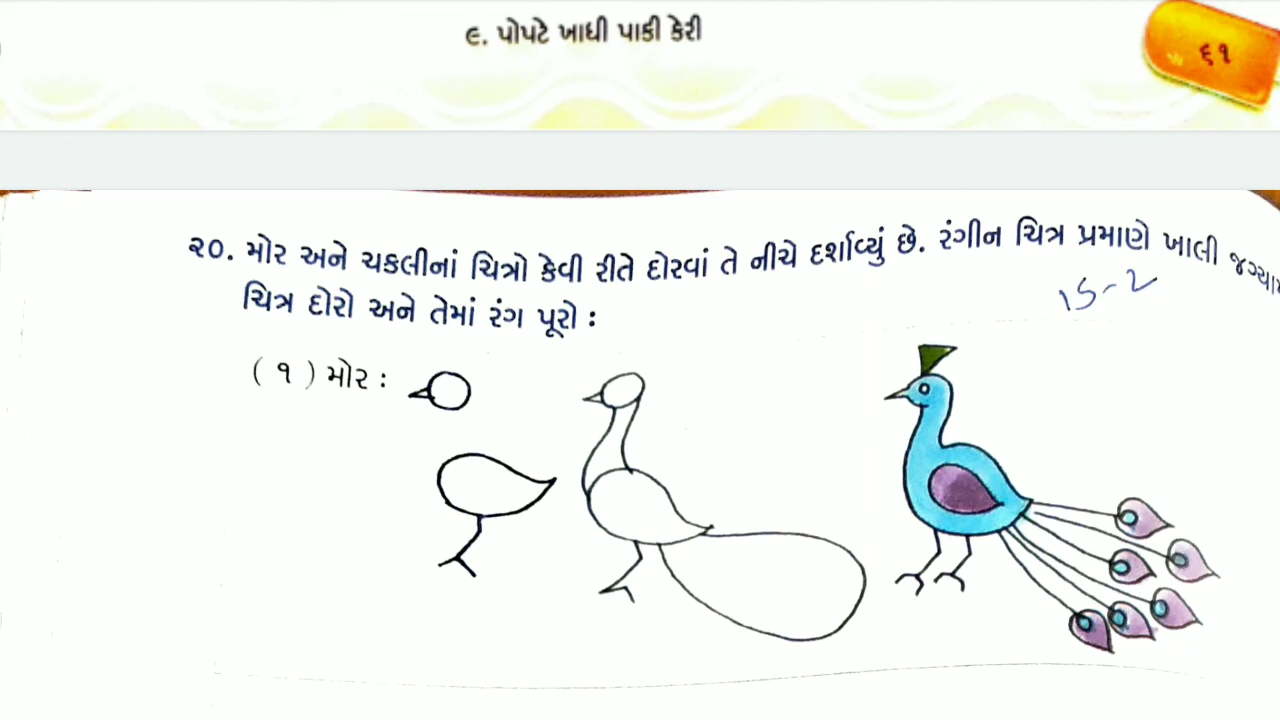 ૯. પોપટે ખાધી પાકી કેરી
૬૧
૨૦. મોર અને ચકલીનાં ચિત્રો કેવી રીતે દોરવાં તે નીચે દર્શાવ્યું છે. રંગીન ચિત્ર પ્રમાણે ખાલી
ચિત્ર દોરો અને તેમાં રંગ પૂરો :
15-2
( ૧ ) મોર :